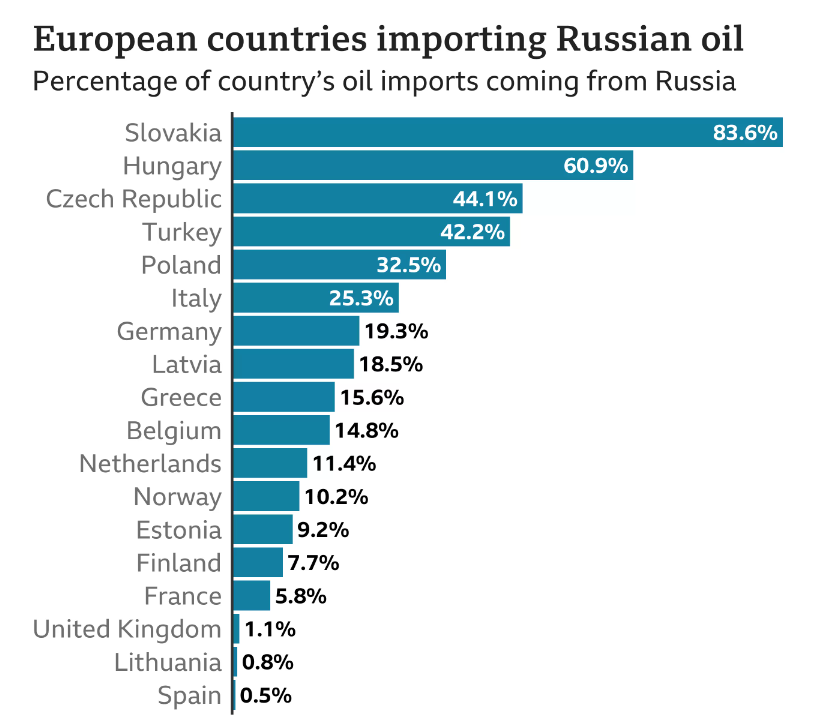 European countries importing Russian oil
Percentage of country’s oil imports coming from Russia
Slovakia 83.6%
Hungary 60.9%
Czech Republic 44.1%
Turkey 42.2%
Poland 32.5%
Italy 25.3%
Germany 19.3%
Latvia 18.5%
Greece 15.6%
Belgium 14.8%
Netherlands 11.4%
Norway 10.2%
Estonia 9.2%
Finland 7.7%
France 5.8%
United Kingdom 1.1%
Lithuania 0.8%
Spain 0.5%